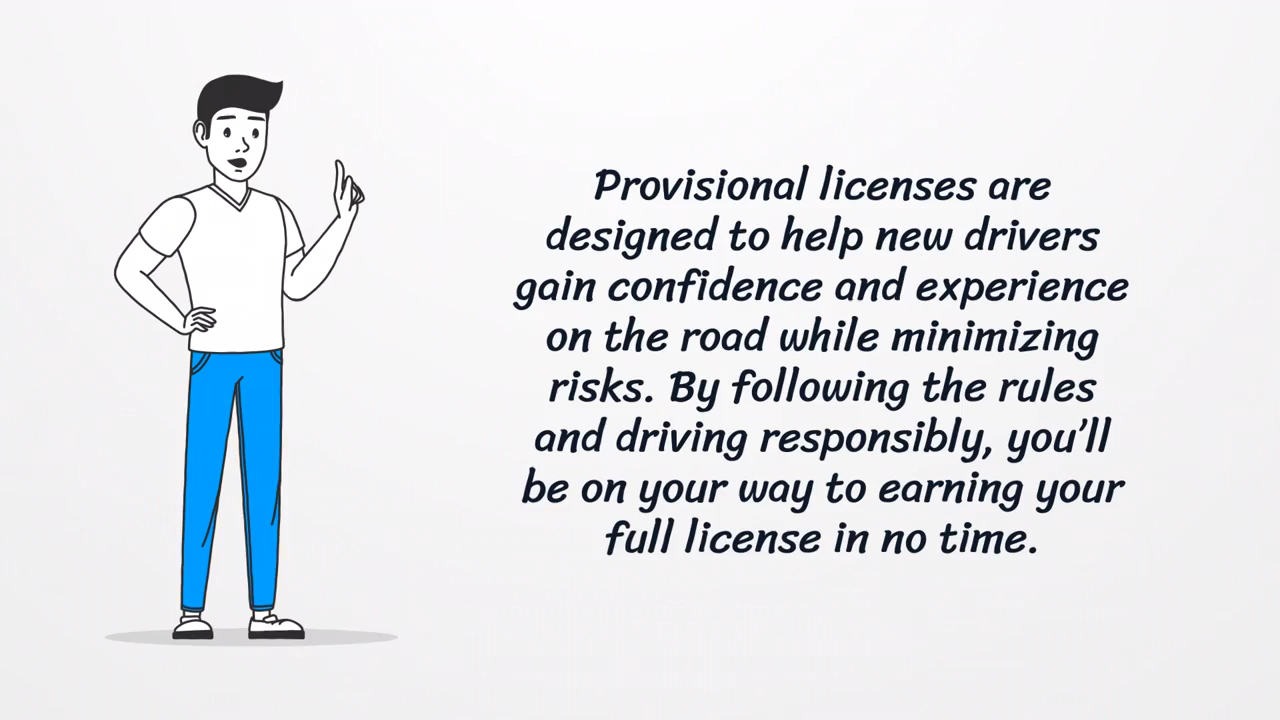 Provisional licenses are
designed to help new drivers
gain confidence and experience
on the road while minimizing
risks. By following the rules
and driving responsibly, you’ll
be on your way to earning your
full license in no time.